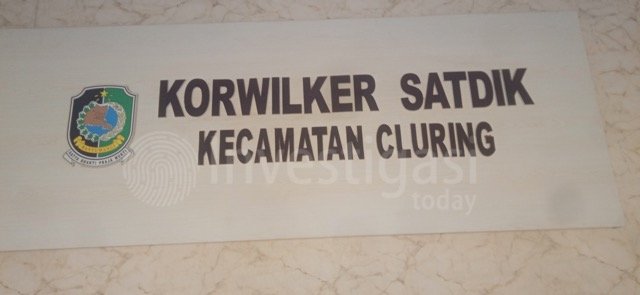 KORWILKER SATDIK
KECAMATAN CLURING
investigasi
today